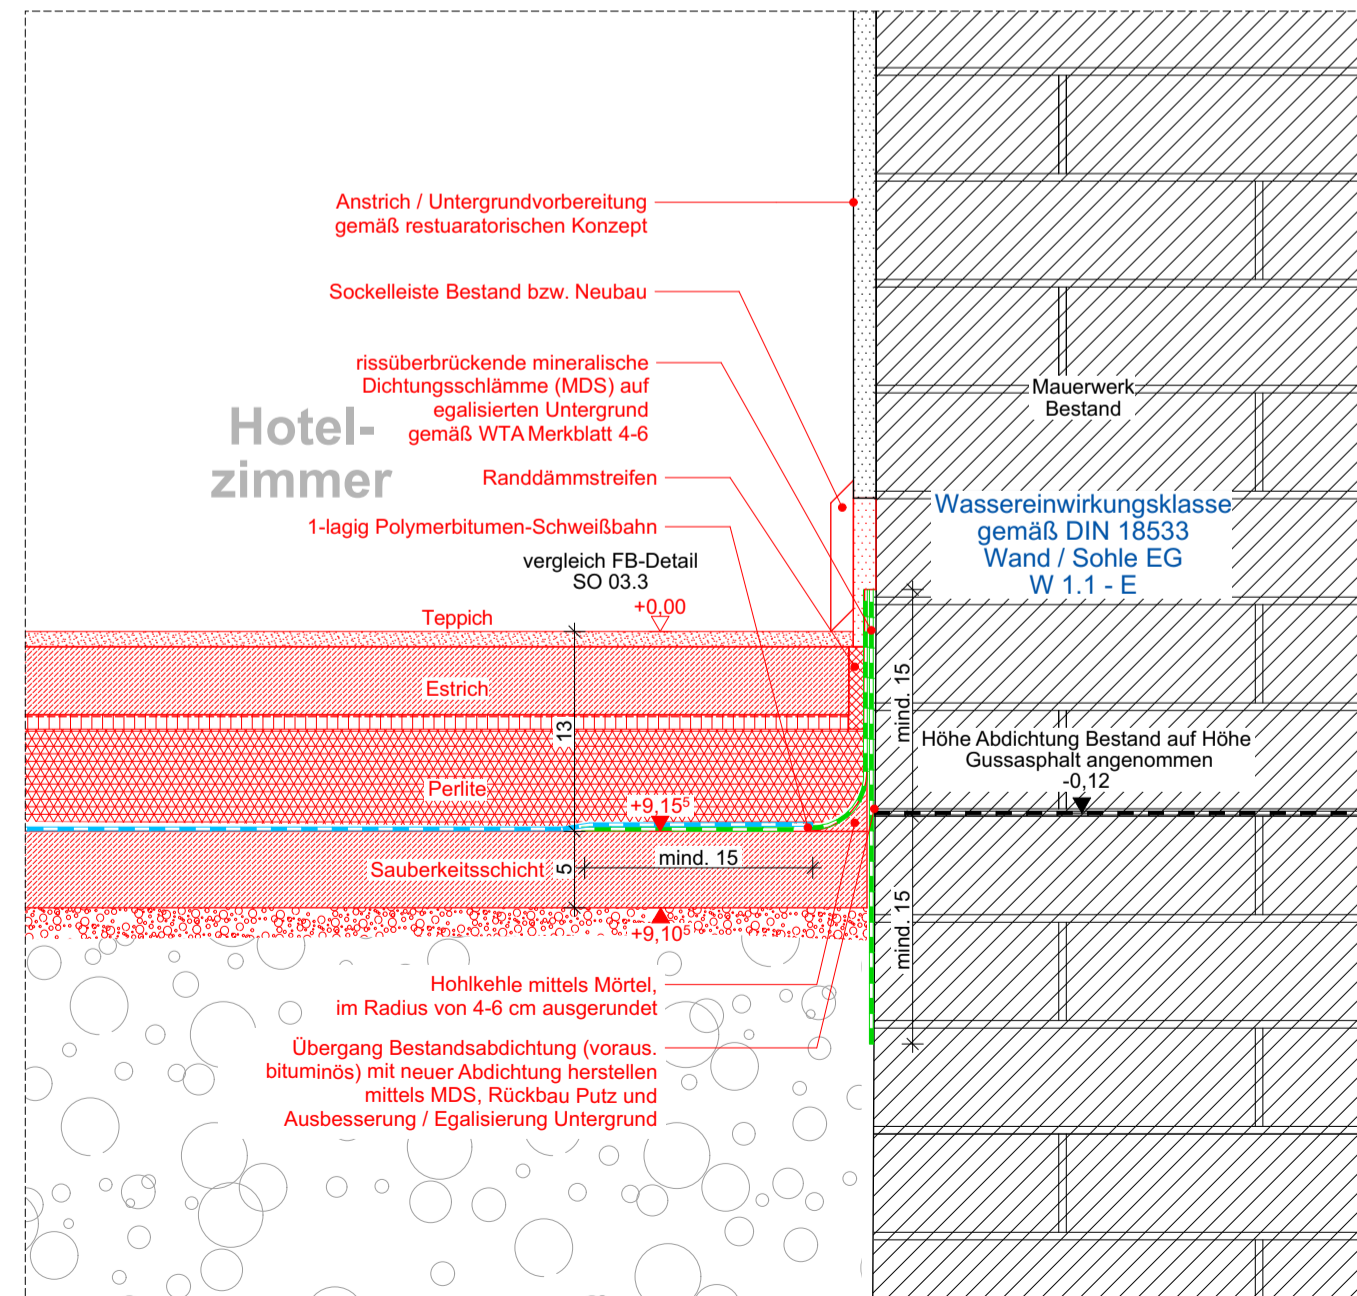 Anstrich / Untergrundvorbereitung
gemäß restuaratorischen Konzept
Sockelleiste Bestand bzw. Neubau
rissüberbrückende mineralische
Dichtungsschlämme (MDS) auf
egalisierten Untergrund
gemäß WTA Merkblatt 4-6
Hotel-
zimmer
Randdämmstreifen
1-lagig Polymerbitumen-Schweißbahn
vergleich FB-Detail
SO 03.3
+0,00
Teppich
Estrich
13
Perlite
+9,15⁵
Sauberkeitsschicht
5
mind. 15
+9,10⁵
Hohlkehle mittels Mörtel,
im Radius von 4-6 cm ausgerundet
Übergang Bestandsabdichtung (voraus.
bituminös) mit neuer Abdichtung herstellen
mittels MDS, Rückbau Putz und
Ausbesserung / Egalisierung Untergrund
Mauerwerk
Bestand
Wassereinwirkungsklasse
gemäß DIN 18533
Wand / Sohle EG
W 1.1 - E
mind. 15
Höhe Abdichtung Bestand auf Höhe
Gussasphalt angenommen
-0,12
mind. 15